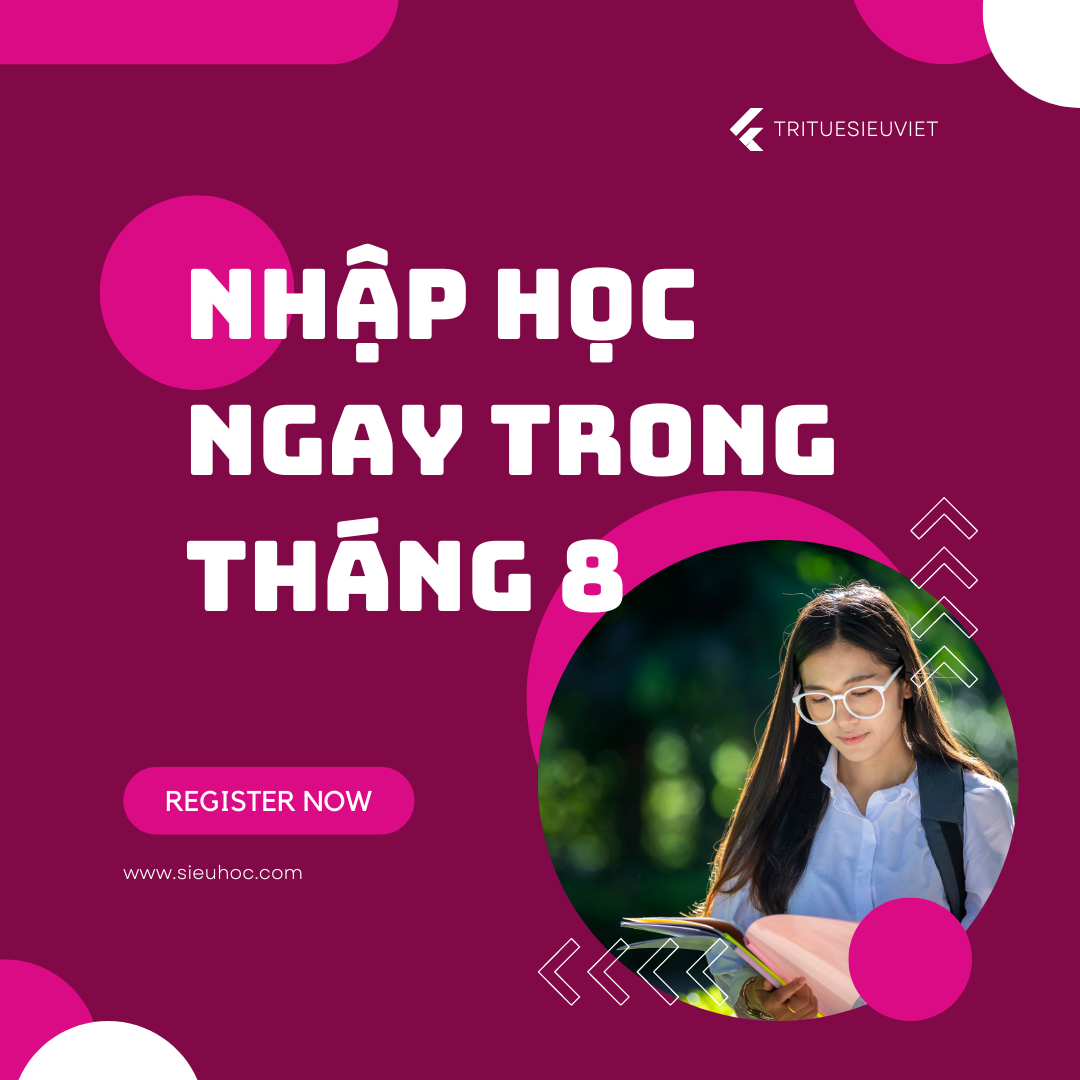 TRITUESIEUVIET
NHẬP HỌC
NGAY TRONG
THÁNG 8
REGISTER NOW
www.sieuhoc.com